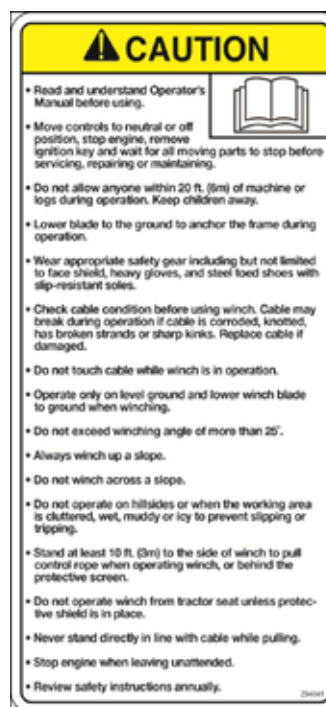 CAUTION
• Read and understand Operator's
Manual before using.
• Move controls to neutral or off
position, stop engine, remove
ignition key and wait for all moving parts to stop before
servicing, repairing or maintaining.
• Do not allow anyone within 20 ft. (6m) of machine or
logs during operation. Keep children away.
• Lower blade to the ground to anchor the frame during
operation.
• Wear appropriate safety gear including but not limited
to face shield, heavy gloves, and steel toed shoes with
slip-resistant soles.
• Check cable condition before using winch. Cable may
break during operation if cable is corroded, knotted,
has broken strands or sharp kinks. Replace cable if
damaged.
• Do not touch cable while winch is in operation.
• Operate only on level ground and lower winch blade
to ground when winching.
• Do not exceed winching angle of more than 25°.
• Always winch up a slope.
• Do not winch across a slope.
• Do not operate on hillsides or when the working area
is cluttered, wet, muddy or icy to prevent slipping or
tripping.
• Stand at least 10 ft. (3m) to the side of winch to pull
control rope when operating winch, or behind the
protective screen.
• Do not operate winch from tractor seat unless protec-
tive shield is in place.
• Never stand directly in line with cable while pulling.
• Stop engine when leaving unattended.
• Review safety instructions annually.